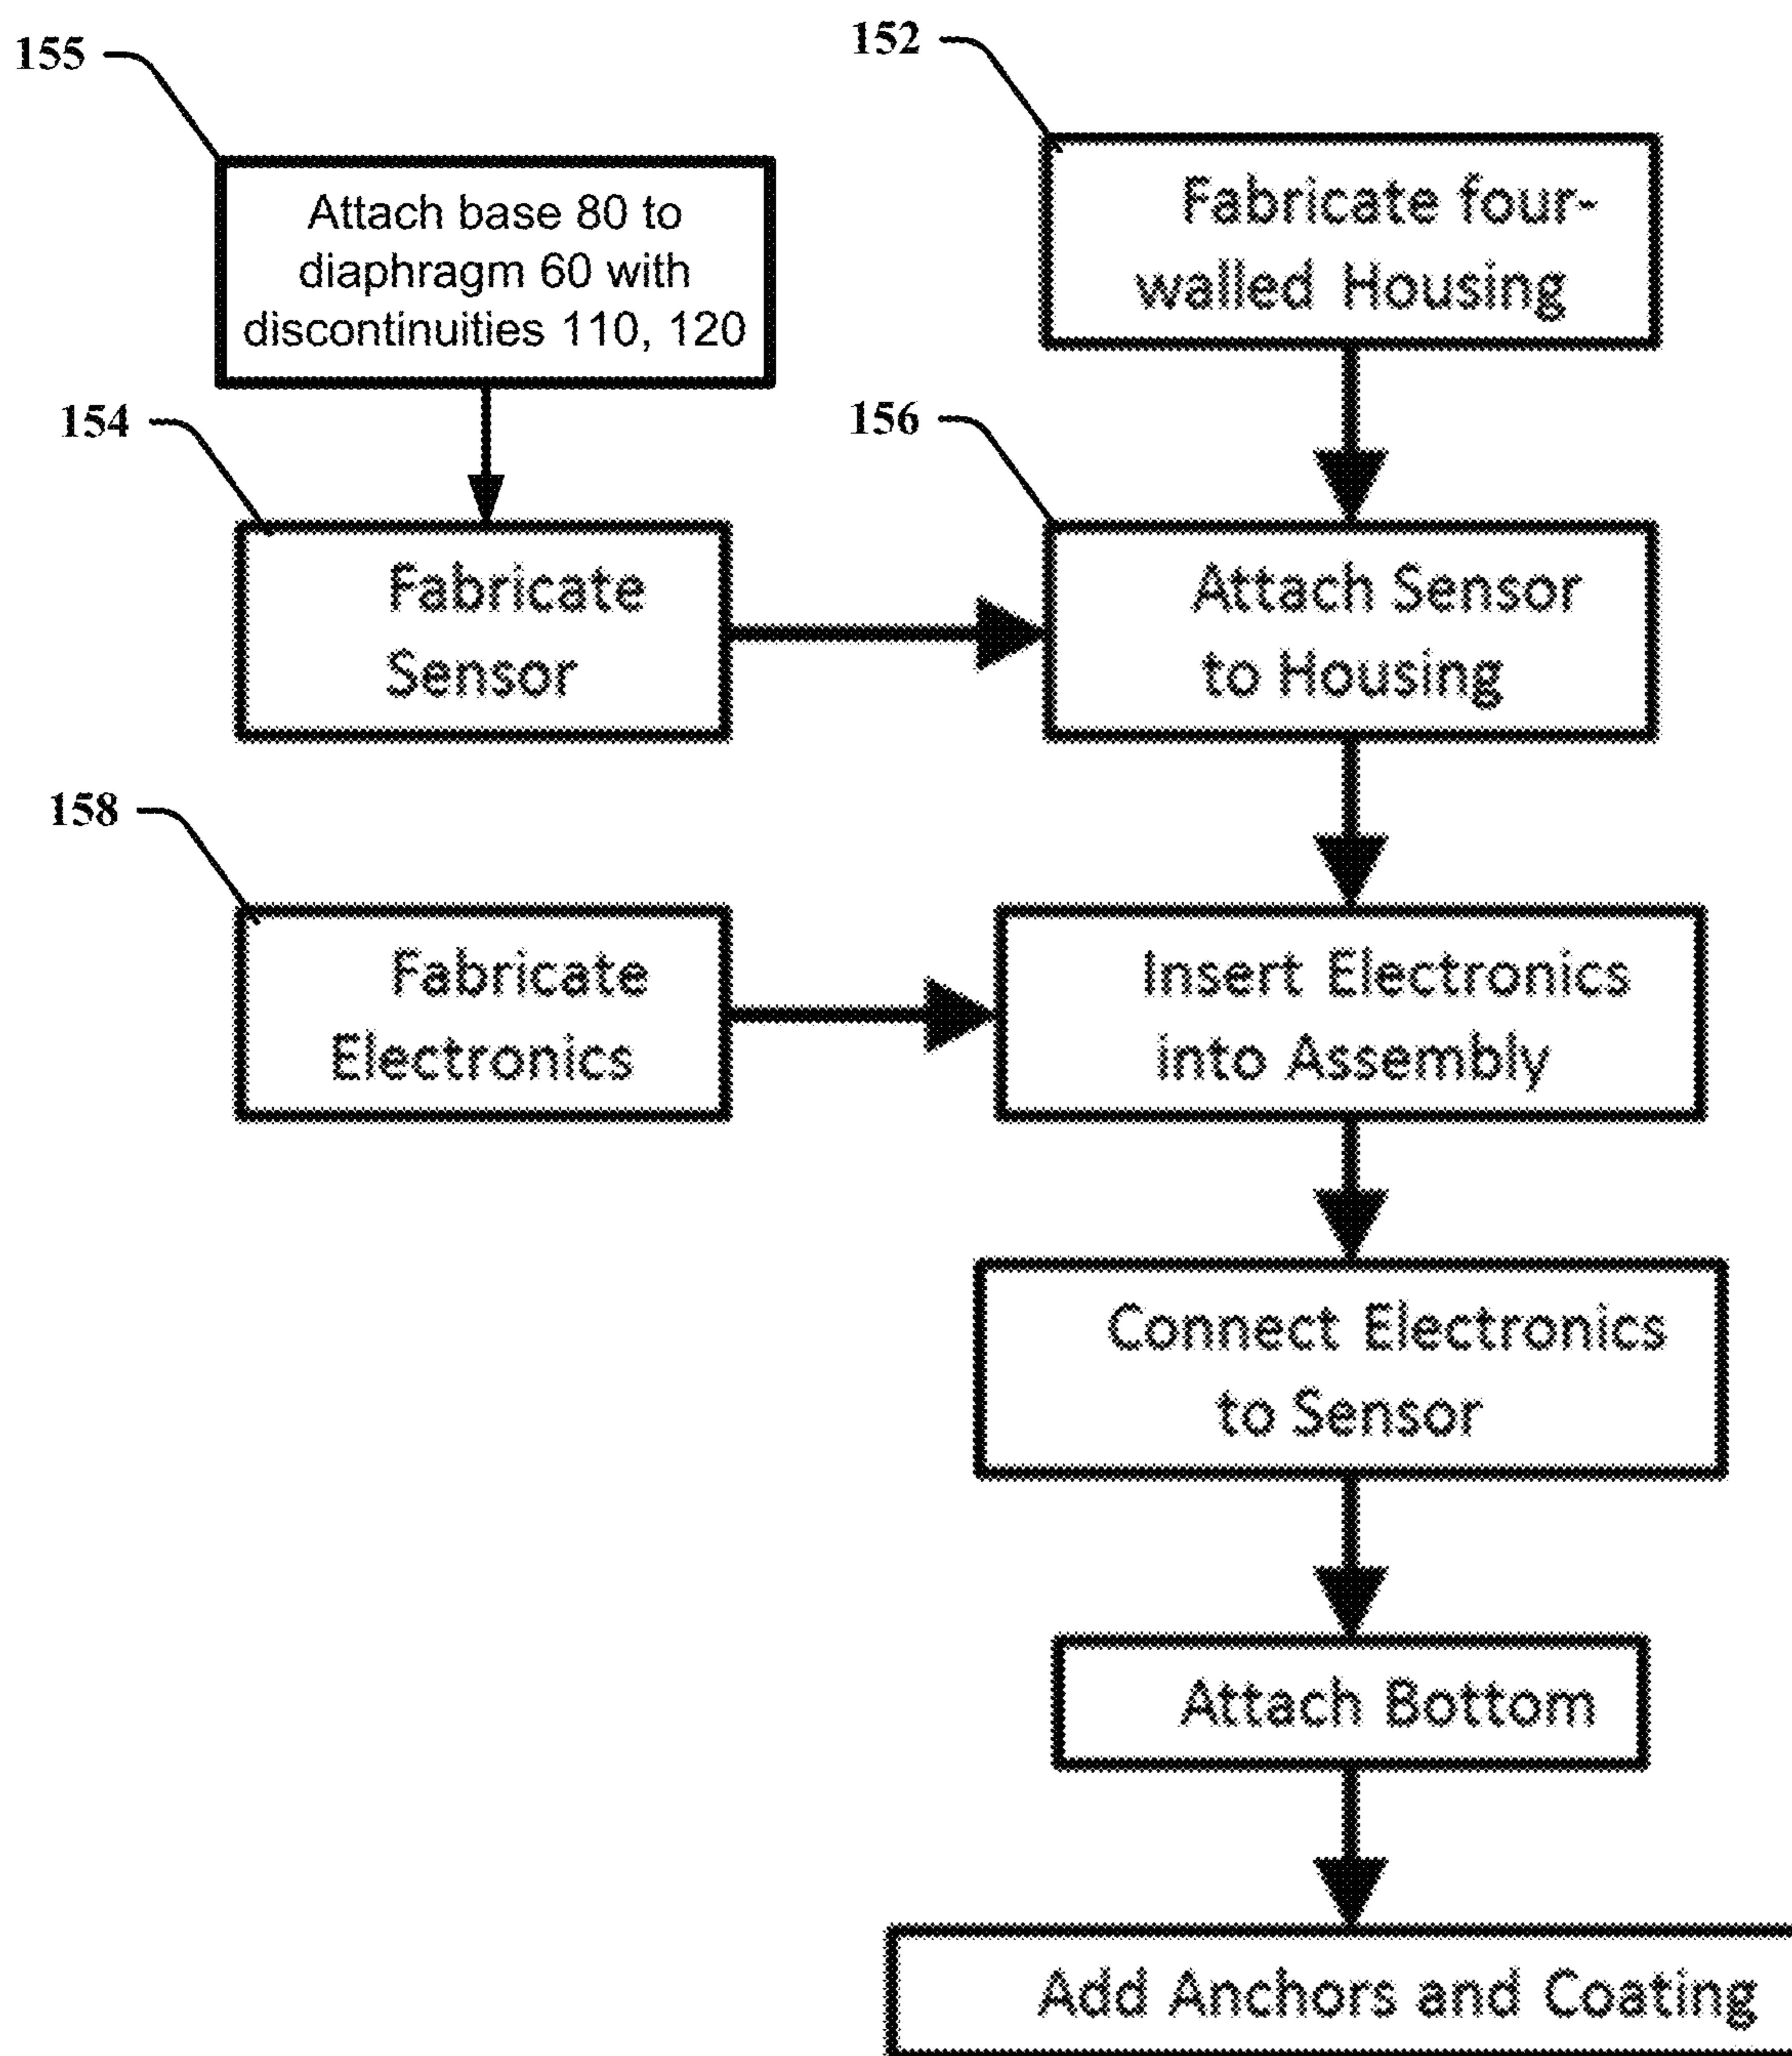 155
152
Attach base 80 to
diaphragm 60 with
discontinuities 110, 120
Fabricate four-
walled Housing
154
156
Fabricate
Sensor
Attach Sensor
to Housing
158
Fabricate
Electronics
Insert Electronics
into Assembly
Connect Electronics
to Sensor
Attach Bottom
Add Anchors and Coating